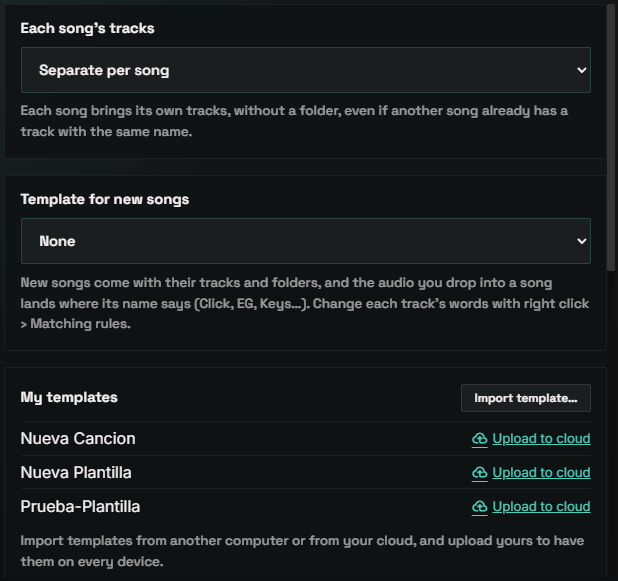 Each song's tracks
Separate per song
Each song brings its own tracks, without a folder, even if another song already has a
track with the same name.
Template for new songs
None
New songs come with their tracks and folders, and the audio you drop into a song
lands where its name says (Click, EG, Keys...). Change each track's words with right click
> Matching rules.
My templates
Import template...
Nueva Cancion
Upload to cloud
Nueva Plantilla
Upload to cloud
Prueba-Plantilla
Upload to cloud
Import templates from another computer or from your cloud, and upload yours to have
them on every device.